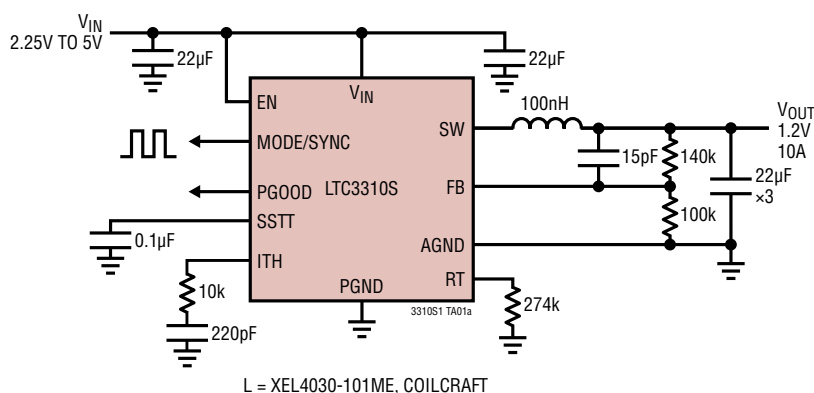 VIN
2.25V TO 5V
22µF
22µF
EN
VIN
MODE/SYNC
PGOOD
LTC3310S
SSTT
0.1µF
ITH
10k
220pF
PGND
SW
100nH
VOUT
1.2V
10A
15pF
140k
22µF
×3
FB
100k
AGND
RT
274k
3310S1 TA01a
L = XEL4030-101ME, COILCRAFT